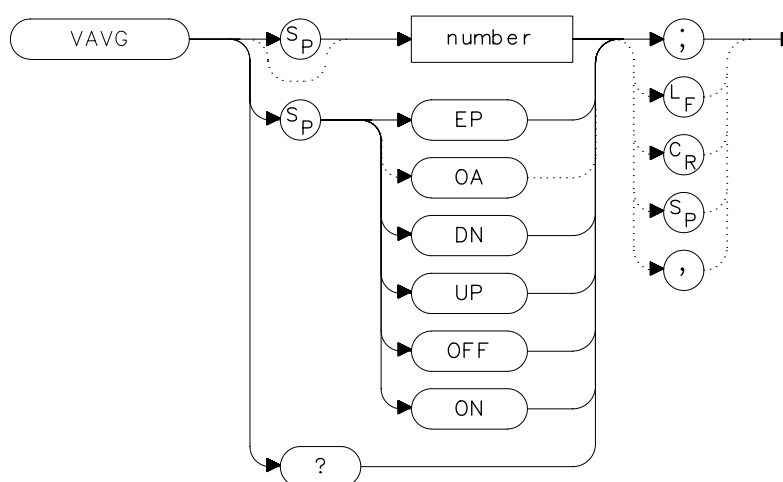 VAVG
SP
number
;
SP
EP
LF
OA
CR
DN
SP
UP
,
OFF
ON
?